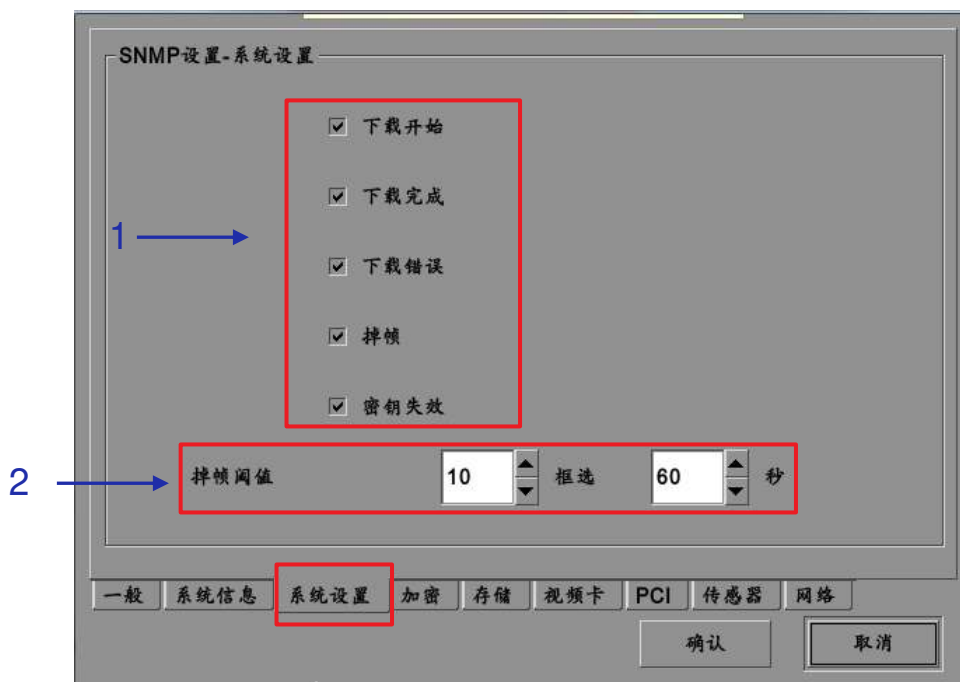 SNMP设置-系统设置
下载开始
下载完成
1
下载错误
掉帧
密钥失效
2
掉帧阈值 10 框选 60 秒
一般 系统信息 系统设置 加密 存储 视频卡 PCI 传感器 网络
确认 取消